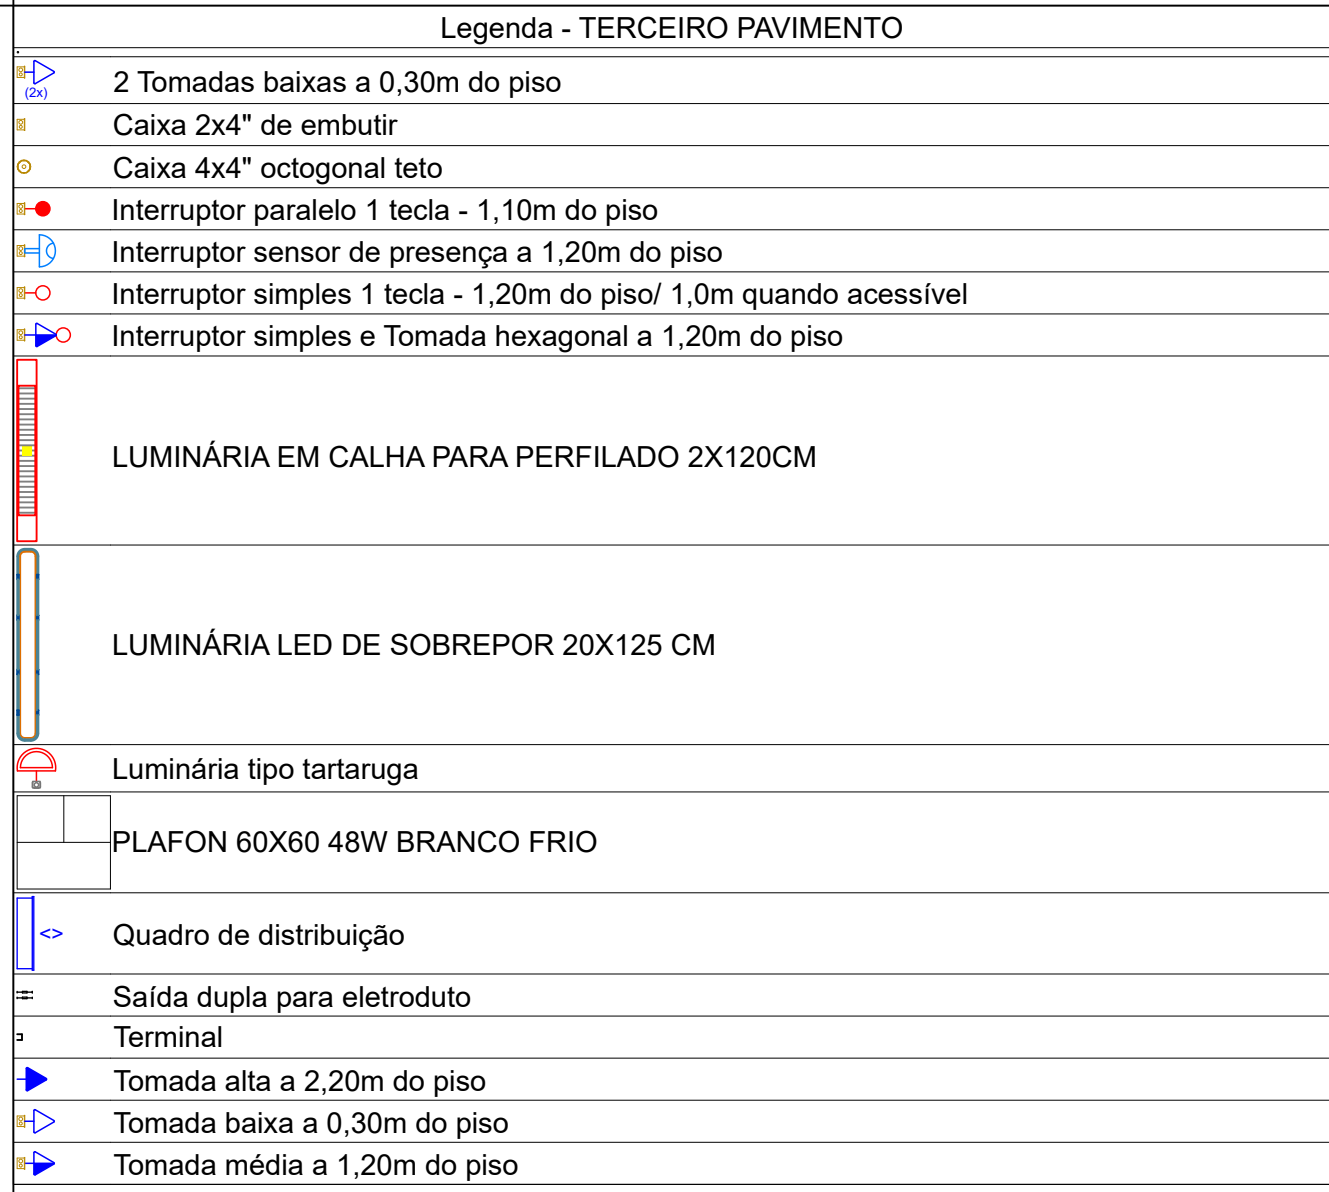 Legenda - TERCEIRO PAVIMENTO
(2x)
2 Tomadas baixas a 0,30m do piso
Caixa 2x4" de embutir
Caixa 4x4" octogonal teto
Interruptor paralelo 1 tecla - 1,10m do piso
Interruptor sensor de presença a 1,20m do piso
Interruptor simples 1 tecla - 1,20m do piso/ 1,0m quando acessível
Interruptor simples e Tomada hexagonal a 1,20m do piso
LUMINÁRIA EM CALHA PARA PERFILADO 2X120CM
LUMINÁRIA LED DE SOBREPOR 20X125 CM
Luminária tipo tartaruga
PLAFON 60X60 48W BRANCO FRIO
<> Quadro de distribuição
Saída dupla para eletroduto
Terminal
Tomada alta a 2,20m do piso
Tomada baixa a 0,30m do piso
Tomada média a 1,20m do piso